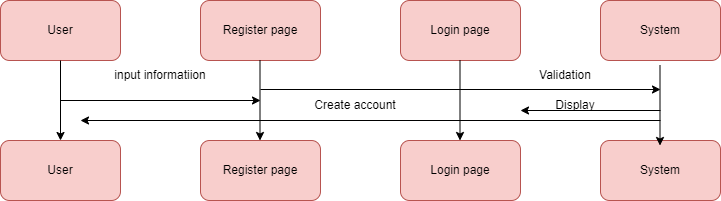 User
Register page
Login page
System
input informatiion
Validation
Create account
Display
User
Register page
Login page
System